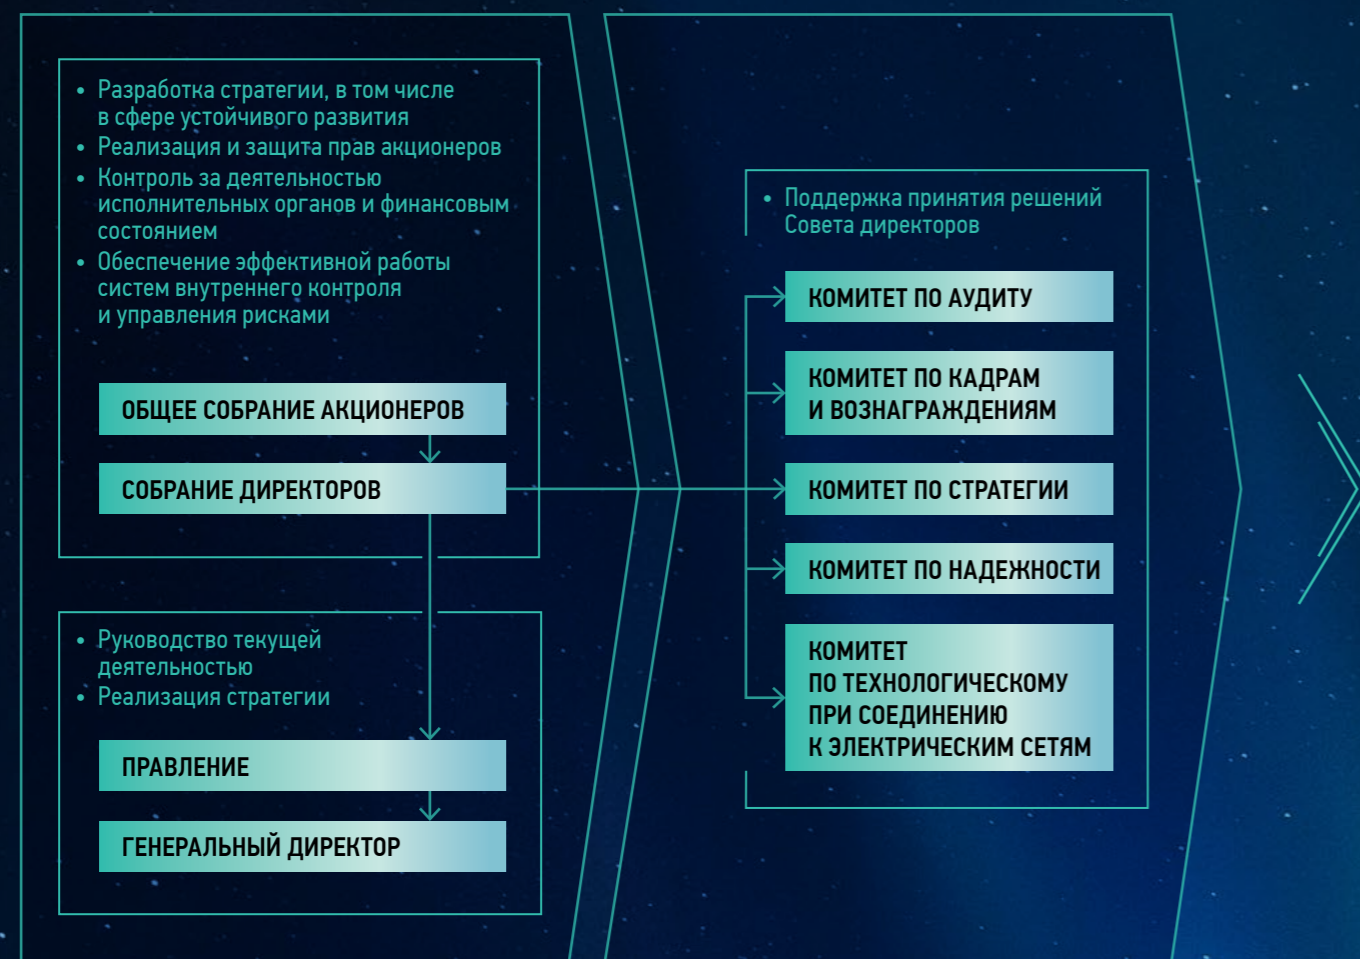 • Разработка стратегии, в том числе
в сфере устойчивого развития
• Реализация и защита прав акционеров
• Контроль за деятельностью
исполнительных органов и финансовым
состоянием
• Обеспечение эффективной работы
систем внутреннего контроля
и управления рисками
ОБЩЕЕ СОБРАНИЕ АКЦИОНЕРОВ
СОБРАНИЕ ДИРЕКТОРОВ
• Руководство текущей
деятельностью
• Реализация стратегии
ПРАВЛЕНИЕ
ГЕНЕРАЛЬНЫЙ ДИРЕКТОР
• Поддержка принятия решений
Совета директоров
КОМИТЕТ ПО АУДИТУ
КОМИТЕТ ПО КАДРАМ
И ВОЗНАГРАЖДЕНИЯМ
КОМИТЕТ ПО СТРАТЕГИИ
КОМИТЕТ ПО НАДЕЖНОСТИ
КОМИТЕТ
ПО ТЕХНОЛОГИЧЕСКОМУ
ПРИ СОЕДИНЕНИЮ
К ЭЛЕКТРИЧЕСКИМ СЕТЯМ